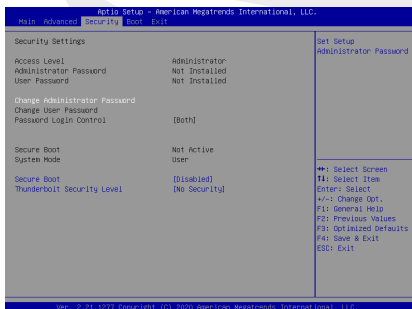 Aptio Setup - American Megatrends International, LLC.
Main Advanced Security Boot Exit
Security Settings
Access Level Administrator
Administrator Password Not Installed
User Password Not Installed
Change Administrator Password
Change User Password
Password Login Control [Both]
Secure Boot Not Active
System Mode User
Secure Boot [Disabled]
Thunderbolt Security Level [No Security]
Set Setup
Administrator Password
↔: Select Screen
↑↓: Select Item
Enter: Select
+/-: Change Opt.
F1: General Help
F2: Previous Values
F3: Optimized Defaults
F4: Save & Exit
ESC: Exit
Ver. 2.21.1277 Copyright (C) 2020 American Megatrends International, LLC